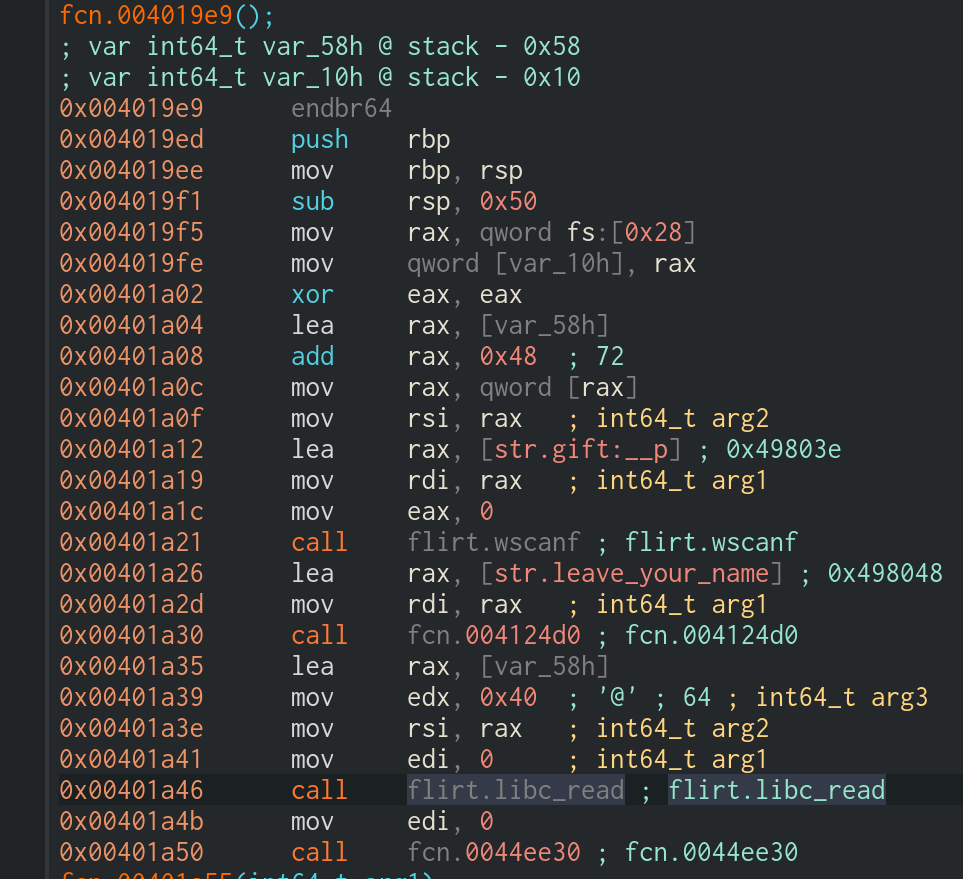 fcn.004019e9();
; var int64_t var_58h @ stack - 0x58
; var int64_t var_10h @ stack - 0x10
0x004019e9 endbr64
0x004019ed push rbp
0x004019ee mov rbp, rsp
0x004019f1 sub rsp, 0x50
0x004019f5 mov rax, qword fs:[0x28]
0x004019fe mov qword [var_10h], rax
0x00401a02 xor eax, eax
0x00401a04 lea rax, [var_58h]
0x00401a08 add rax, 0x48 ; 72
0x00401a0c mov rax, qword [rax]
0x00401a0f mov rsi, rax ; int64_t arg2
0x00401a12 lea rax, [str.gift:__p] ; 0x49803e
0x00401a19 mov rdi, rax ; int64_t arg1
0x00401a1c mov eax, 0
0x00401a21 call flirt.wscanf ; flirt.wscanf
0x00401a26 lea rax, [str.leave_your_name] ; 0x498048
0x00401a2d mov rdi, rax ; int64_t arg1
0x00401a30 call fcn.004124d0 ; fcn.004124d0
0x00401a35 lea rax, [var_58h]
0x00401a39 mov edx, 0x40 ; '@' ; 64 ; int64_t arg3
0x00401a3e mov rsi, rax ; int64_t arg2
0x00401a41 mov edi, 0 ; int64_t arg1
0x00401a46 call flirt.libc_read ; flirt.libc_read
0x00401a4b mov edi, 0
0x00401a50 call fcn.0044ee30 ; fcn.0044ee30
fcn.00401a55(int64_t arg1)